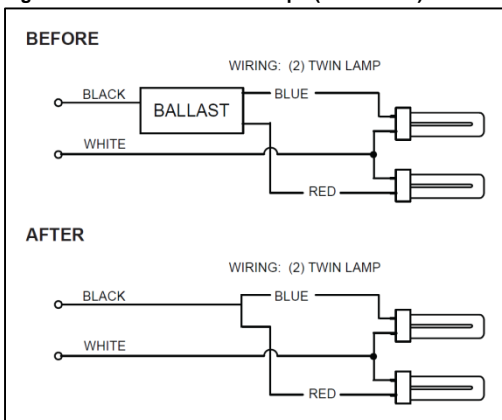 BEFORE
WIRING: (2) TWIN LAMP
BLACK
BALLAST
BLUE
WHITE
RED
AFTER
WIRING: (2) TWIN LAMP
BLACK
BLUE
WHITE
RED